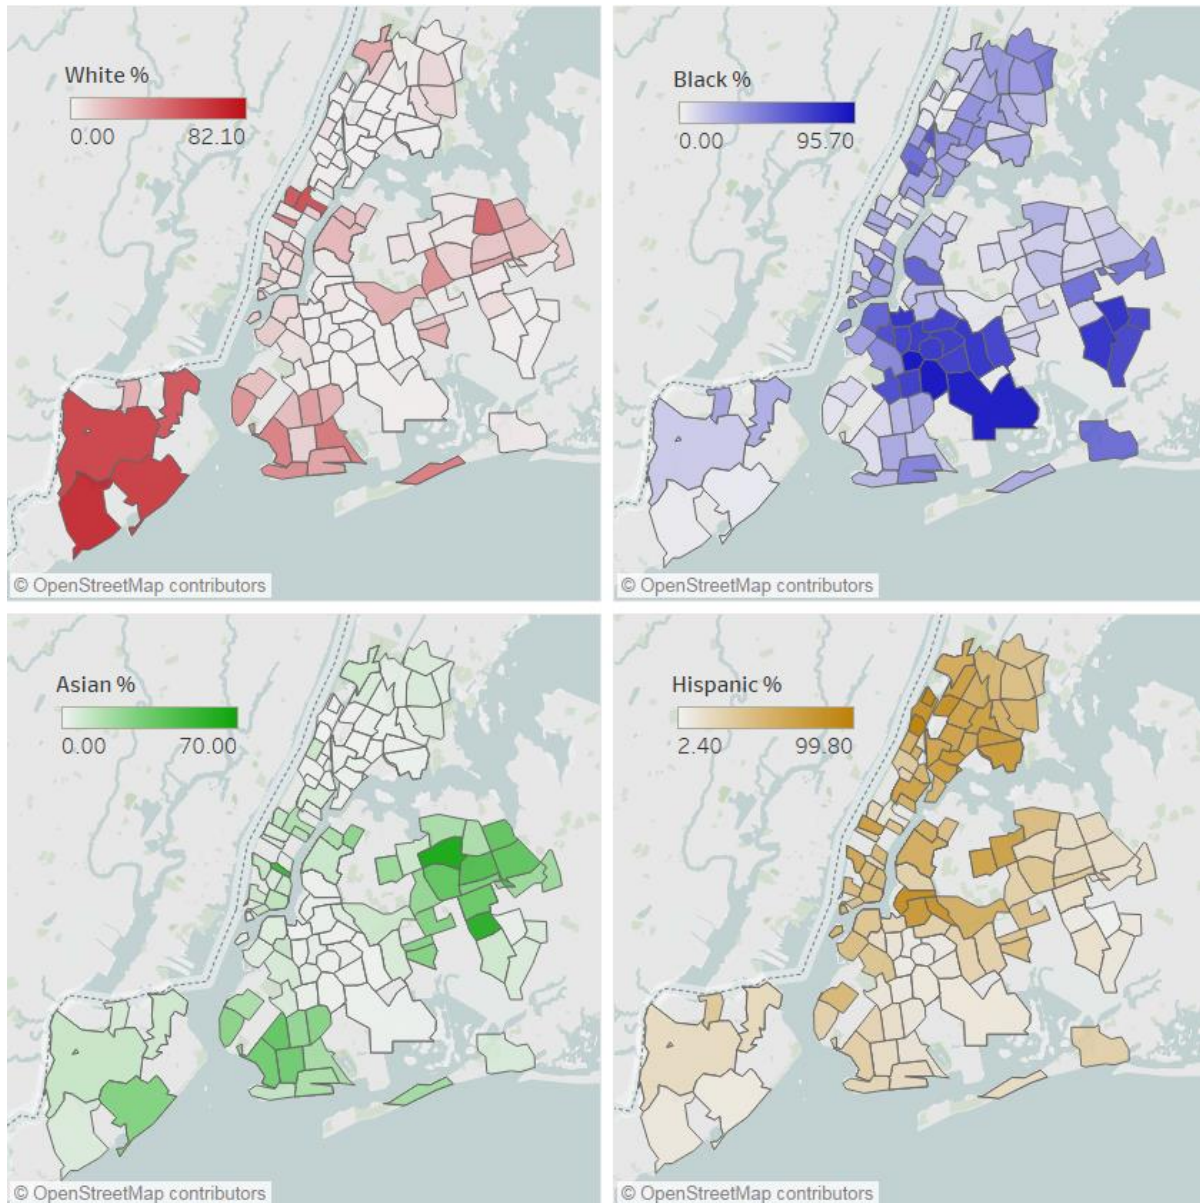 White %
0.00 82.10
© OpenStreetMap contributors
Black %
0.00 95.70
© OpenStreetMap contributors
Asian %
0.00 70.00
© OpenStreetMap contributors
Hispanic %
2.40 99.80
© OpenStreetMap contributors